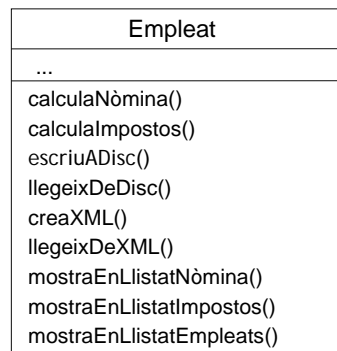 Empleat
...
calculaNòmina()
calculaImpostos()
escriuADisc()
llegeixDeDisc()
creaXML()
llegeixDeXML()
mostraEnLlistatNòmina()
mostraEnLlistatImpostos()
mostraEnLlistatEmpleats()